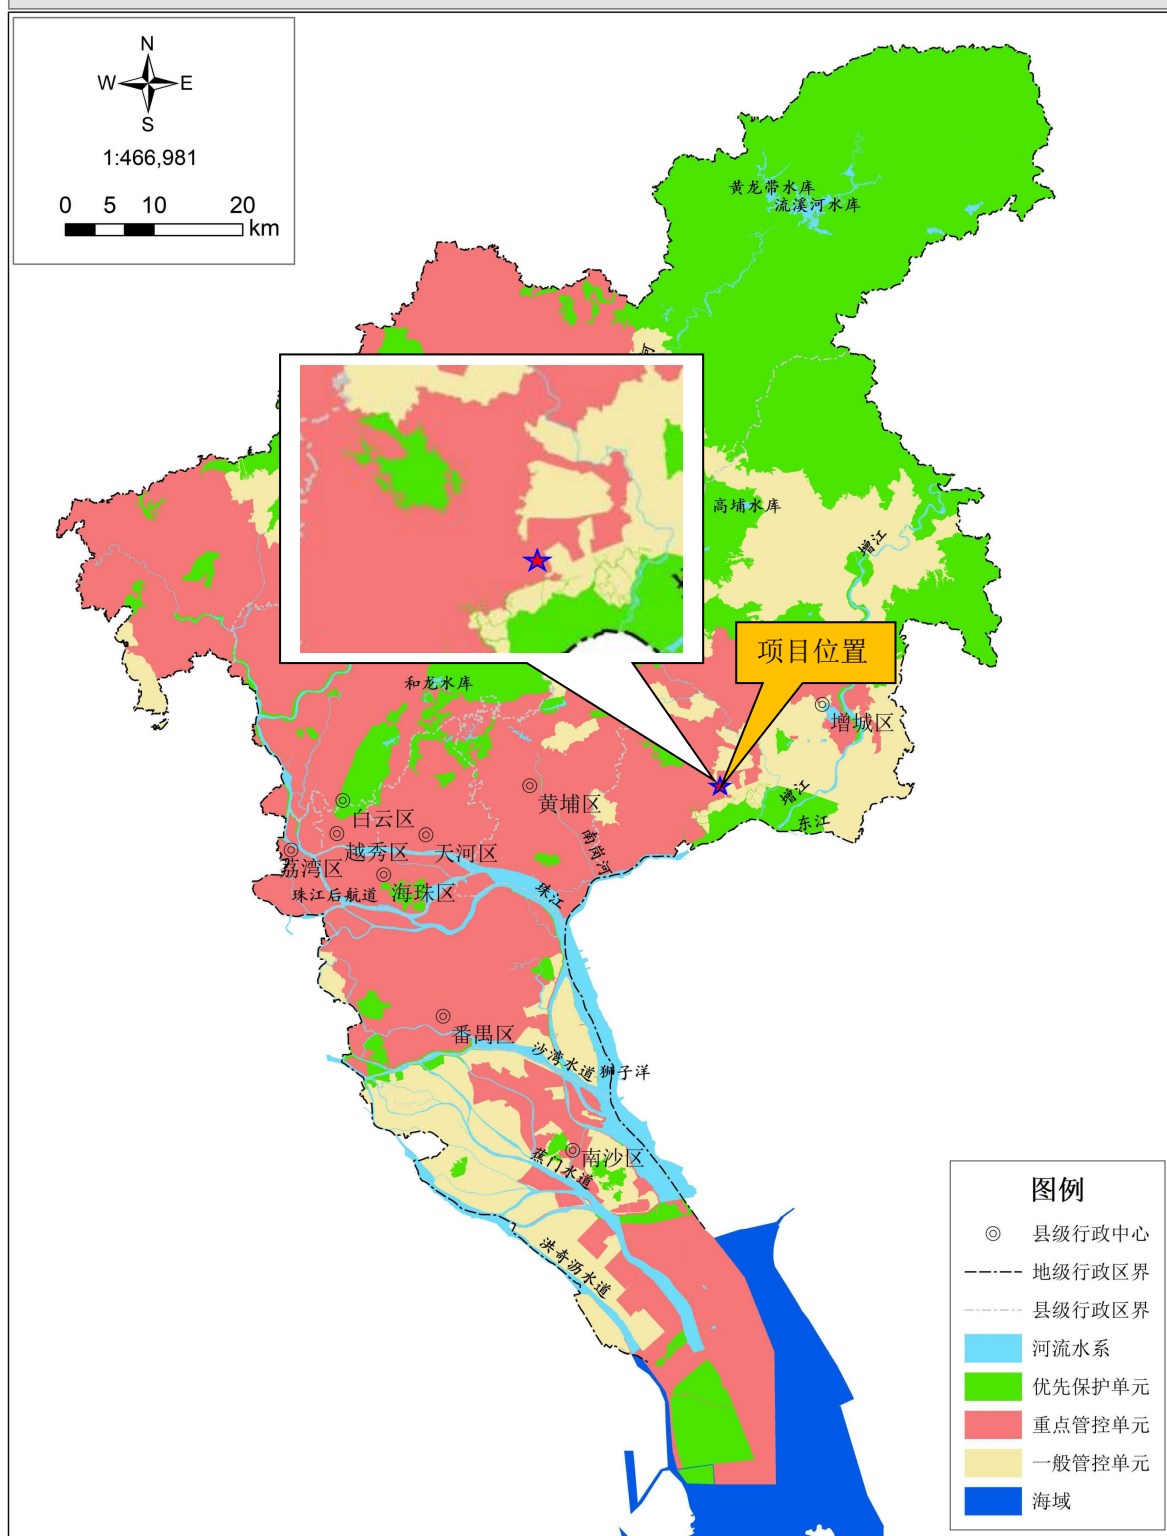 N
W E
S
1:466,981
0 5 10 20
km
黄龙带水库
流溪河水库
河
高埔水库
增江
项目位置
和龙水库
增城区
黄埔区
增江
东江
白云区
越秀区
天河区
南岗河
荔湾区
海珠区
珠江后航道
珠江
番禺区
沙湾水道
狮子洋
南沙区
蕉门水道
洪奇沥水道
图例
县级行政中心
地级行政区界
县级行政区界
河流水系
优先保护单元
重点管控单元
一般管控单元
海域